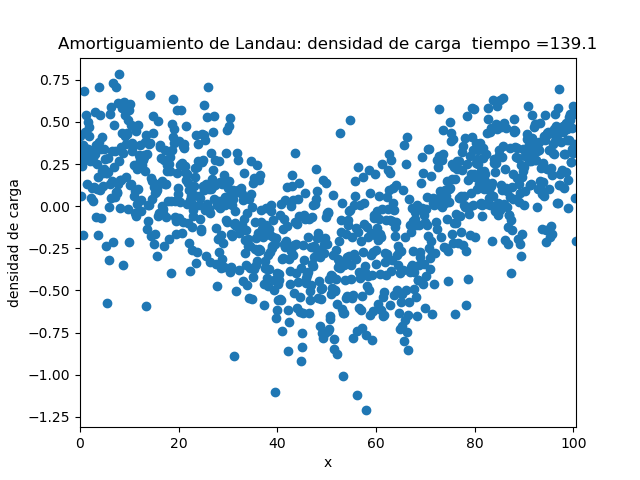 Amortiguamiento de Landau: densidad de carga  tiempo =139.1
densidad de carga
0.75
0.50
0.25
0.00
−0.25
−0.50
−0.75
−1.00
−1.25
0 20 40 60 80 100
x